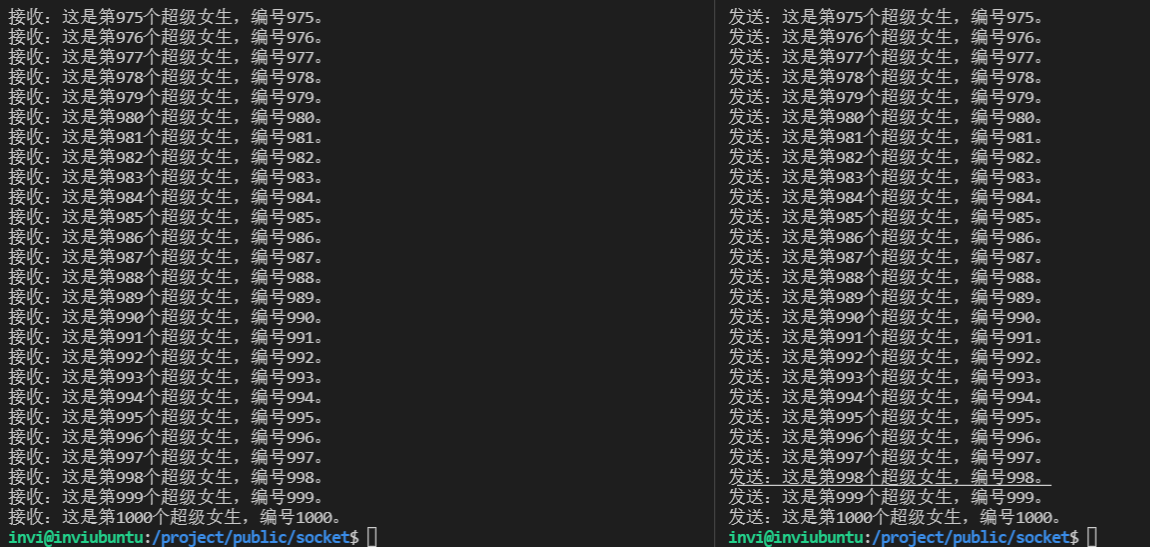 接收：这是第975个超级女生，编号975。
接收：这是第976个超级女生，编号976。
接收：这是第977个超级女生，编号977。
接收：这是第978个超级女生，编号978。
接收：这是第979个超级女生，编号979。
接收：这是第980个超级女生，编号980。
接收：这是第981个超级女生，编号981。
接收：这是第982个超级女生，编号982。
接收：这是第983个超级女生，编号983。
接收：这是第984个超级女生，编号984。
接收：这是第985个超级女生，编号985。
接收：这是第986个超级女生，编号986。
接收：这是第987个超级女生，编号987。
接收：这是第988个超级女生，编号988。
接收：这是第989个超级女生，编号989。
接收：这是第990个超级女生，编号990。
接收：这是第991个超级女生，编号991。
接收：这是第992个超级女生，编号992。
接收：这是第993个超级女生，编号993。
接收：这是第994个超级女生，编号994。
接收：这是第995个超级女生，编号995。
接收：这是第996个超级女生，编号996。
接收：这是第997个超级女生，编号997。
接收：这是第998个超级女生，编号998。
接收：这是第999个超级女生，编号999。
接收：这是第1000个超级女生，编号1000。
invi@inviubuntu:/project/public/socket$
发送：这是第975个超级女生，编号975。
发送：这是第976个超级女生，编号976。
发送：这是第977个超级女生，编号977。
发送：这是第978个超级女生，编号978。
发送：这是第979个超级女生，编号979。
发送：这是第980个超级女生，编号980。
发送：这是第981个超级女生，编号981。
发送：这是第982个超级女生，编号982。
发送：这是第983个超级女生，编号983。
发送：这是第984个超级女生，编号984。
发送：这是第985个超级女生，编号985。
发送：这是第986个超级女生，编号986。
发送：这是第987个超级女生，编号987。
发送：这是第988个超级女生，编号988。
发送：这是第989个超级女生，编号989。
发送：这是第990个超级女生，编号990。
发送：这是第991个超级女生，编号991。
发送：这是第992个超级女生，编号992。
发送：这是第993个超级女生，编号993。
发送：这是第994个超级女生，编号994。
发送：这是第995个超级女生，编号995。
发送：这是第996个超级女生，编号996。
发送：这是第997个超级女生，编号997。
发送：这是第998个超级女生，编号998。
发送：这是第999个超级女生，编号999。
发送：这是第1000个超级女生，编号1000。
invi@inviubuntu:/project/public/socket$